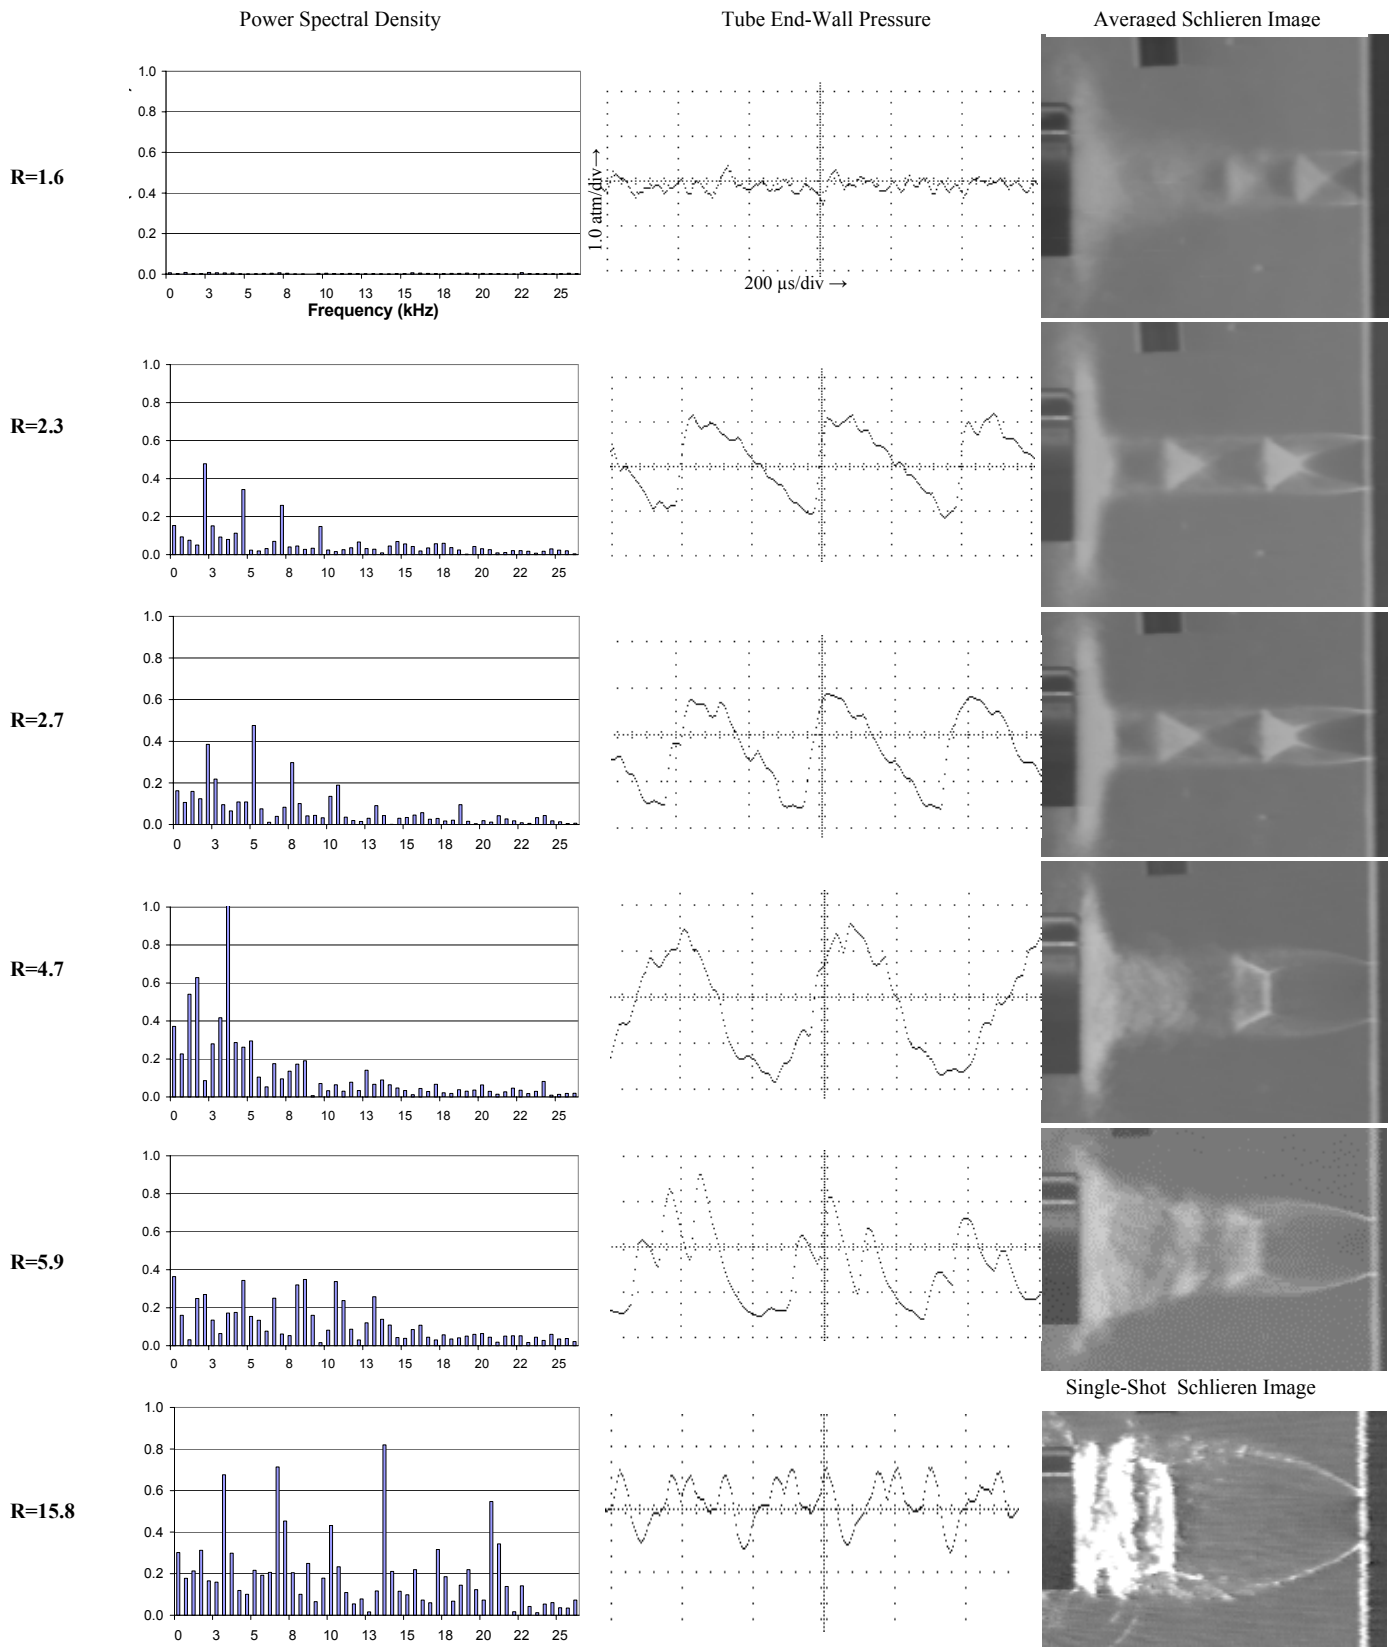 Power Spectral Density Tube End-Wall Pressure Averaged Schlieren Image
R=1.6
1.0
0.8
0.6
0.4
0.2
0.0
0 3 5 8 10 13 15 18 20 22 25
Frequency (kHz)
1.0 atm/div→
200 µs/div →
R=2.3
1.0
0.8
0.6
0.4
0.2
0.0
0 3 5 8 10 13 15 18 20 22 25
R=2.7
1.0
0.8
0.6
0.4
0.2
0.0
0 3 5 8 10 13 15 18 20 22 25
R=4.7
1.0
0.8
0.6
0.4
0.2
0.0
0 3 5 8 10 13 15 18 20 22 25
R=5.9
1.0
0.8
0.6
0.4
0.2
0.0
0 3 5 8 10 13 15 18 20 22 25
Single-Shot Schlieren Image
R=15.8
1.0
0.8
0.6
0.4
0.2
0.0
0 3 5 8 10 13 15 18 20 22 25